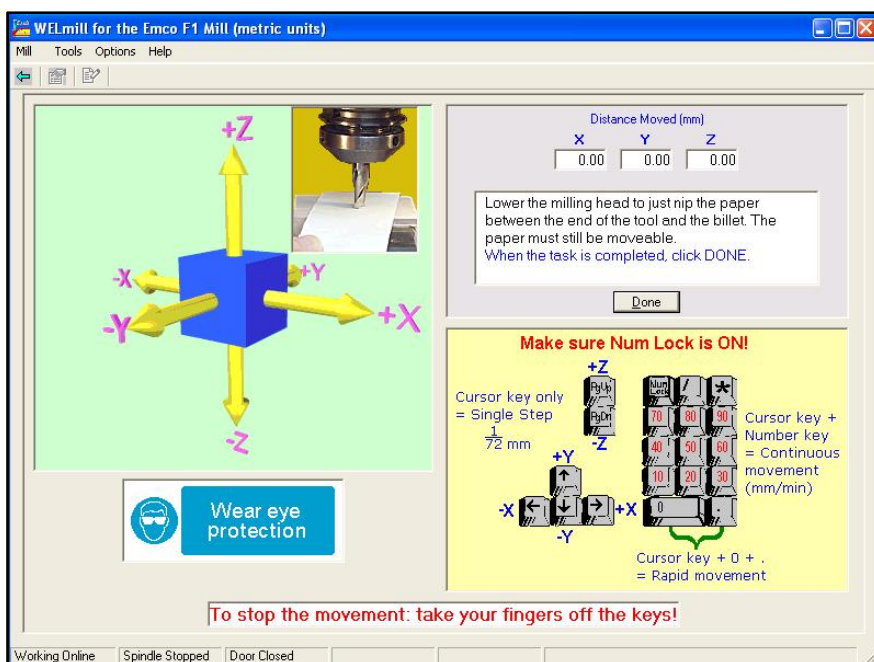 WELmill for the Emco F1 Mill (metric units)
Mill Tools Options Help
+Z
-X
+Y
-Y
+X
-Z
Distance Moved (mm)
X Y Z
0.00 0.00 0.00
Lower the milling head to just nip the paper
between the end of the tool and the billet. The
paper must still be moveable.
When the task is completed, click DONE.
Done
Wear eye
protection
Make sure Num Lock is ON!
Cursor key only
= Single Step
1
72 mm
+Z
PgUp
PgDn
-Z
+Y
-X
+X
-Y
Num
Lock / *
70 80 90
40 50 60
10 20 30
0 .
Cursor key +
Number key
= Continuous
movement
(mm/min)
Cursor key + 0 + .
= Rapid movement
To stop the movement: take your fingers off the keys!
Working Online Spindle Stopped Door Closed